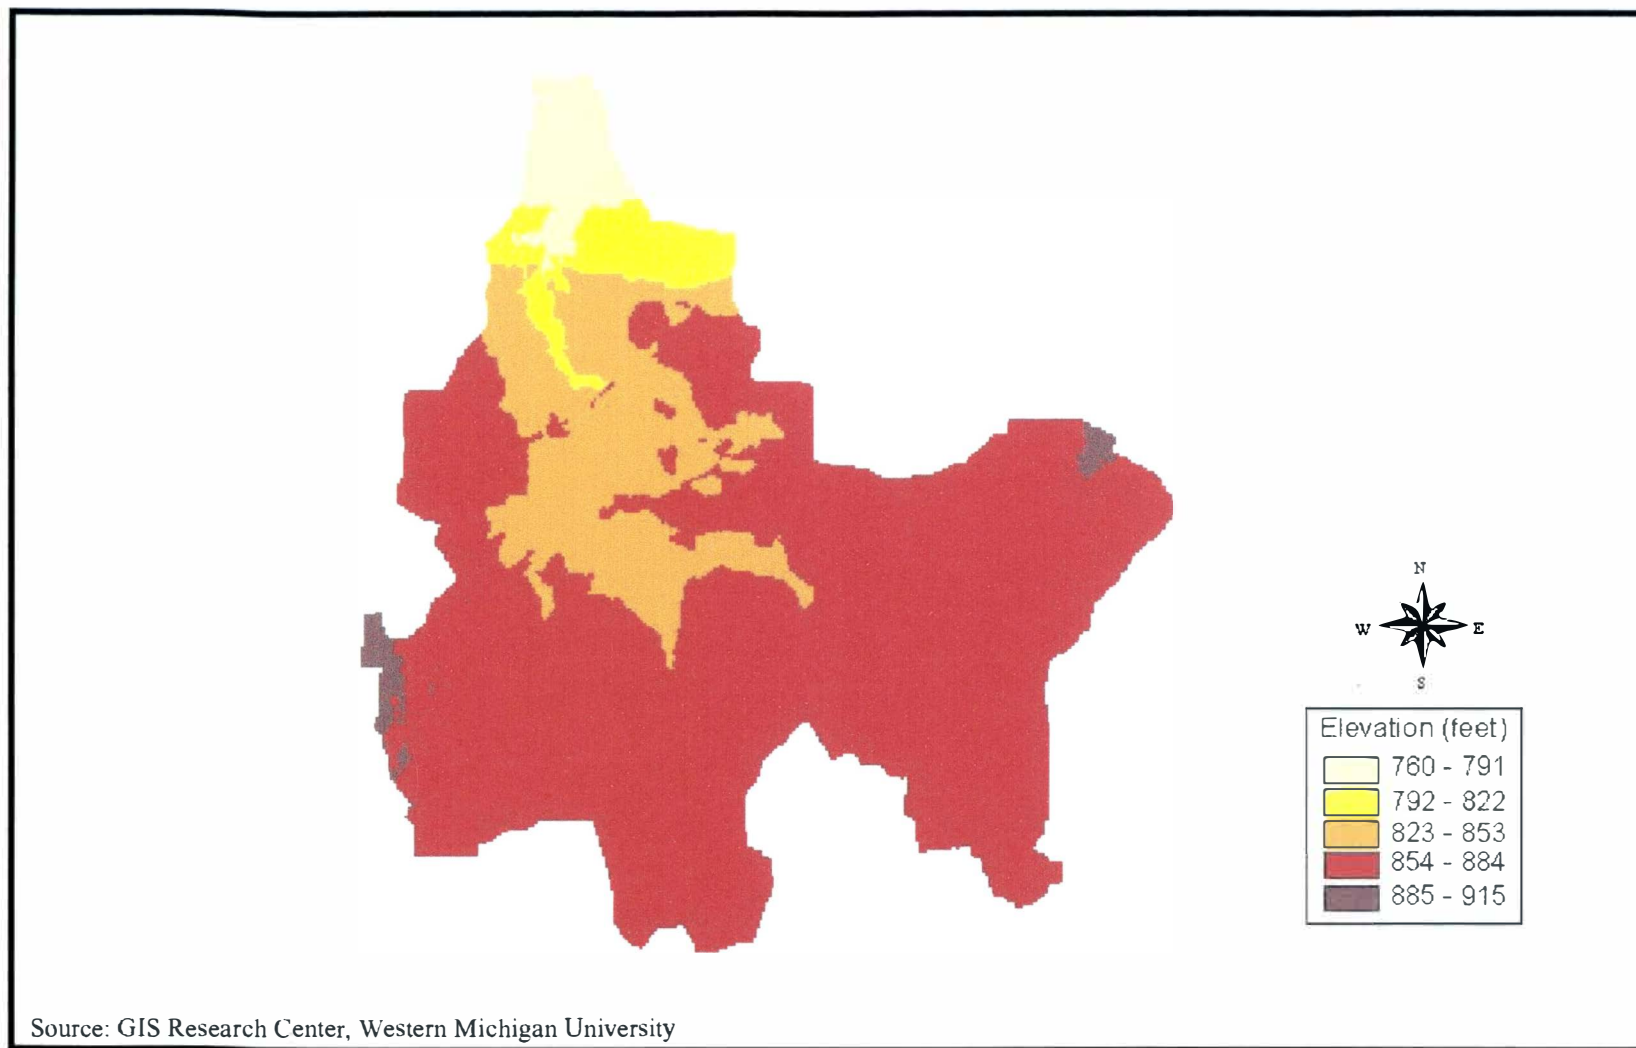 N
W E
S
Elevation (feet)
760 - 791
792 - 822
823 - 853
854 - 884
885 - 915
Source: GIS Research Center, Western Michigan University